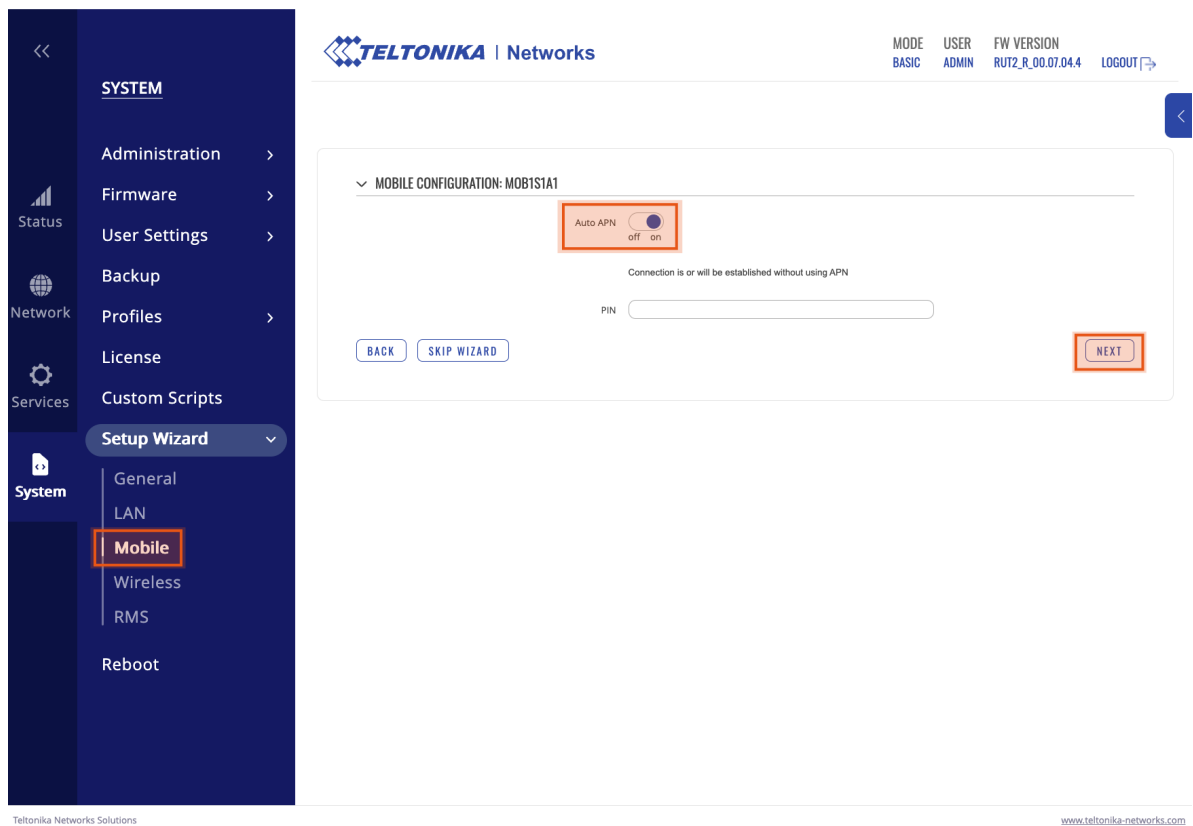 TELTONIKA | Networks
MODE
BASIC
USER
ADMIN
FW VERSION
RUT2_R_00.07.04.4
LOGOUT
Status
Network
Services
System
SYSTEM
Administration
Firmware
User Settings
Backup
Profiles
License
Custom Scripts
Setup Wizard
General
LAN
Mobile
Wireless
RMS
Reboot
MOBILE CONFIGURATION: MOB1S1A1
Auto APN
off on
Connection is or will be established without using APN
PIN
BACK
SKIP WIZARD
NEXT
Teltonika Networks Solutions
www.teltonika-networks.com